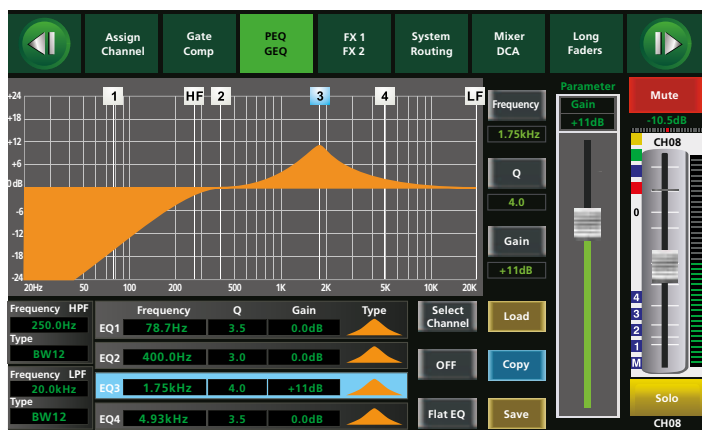 Assign Channel
Gate Comp
PEQ GEQ
FX 1 FX 2
System Routing
Mixer DCA
Long Faders
+24
+18
+12
+6
0dB
-6
-12
-18
-24
1
HF
2
3
4
LF
20Hz 50 100 200 500 1K 2K 5K 10K 20K
Frequency
1.75kHz
Q
4.0
Gain
+11dB
Parameter
Gain
+11dB
Mute
-10.5dB
CH08
0
4
3
2
1
M
Solo
CH08
Frequency HPF
250.0Hz
Type
BW12
Frequency LPF
20.0kHz
Type
BW12
Frequency Q Gain Type
EQ1 78.7Hz 3.5 0.0dB
EQ2 400.0Hz 3.0 0.0dB
EQ3 1.75kHz 4.0 +11dB
EQ4 4.93kHz 3.5 0.0dB
Select Channel
OFF
Flat EQ
Load
Copy
Save